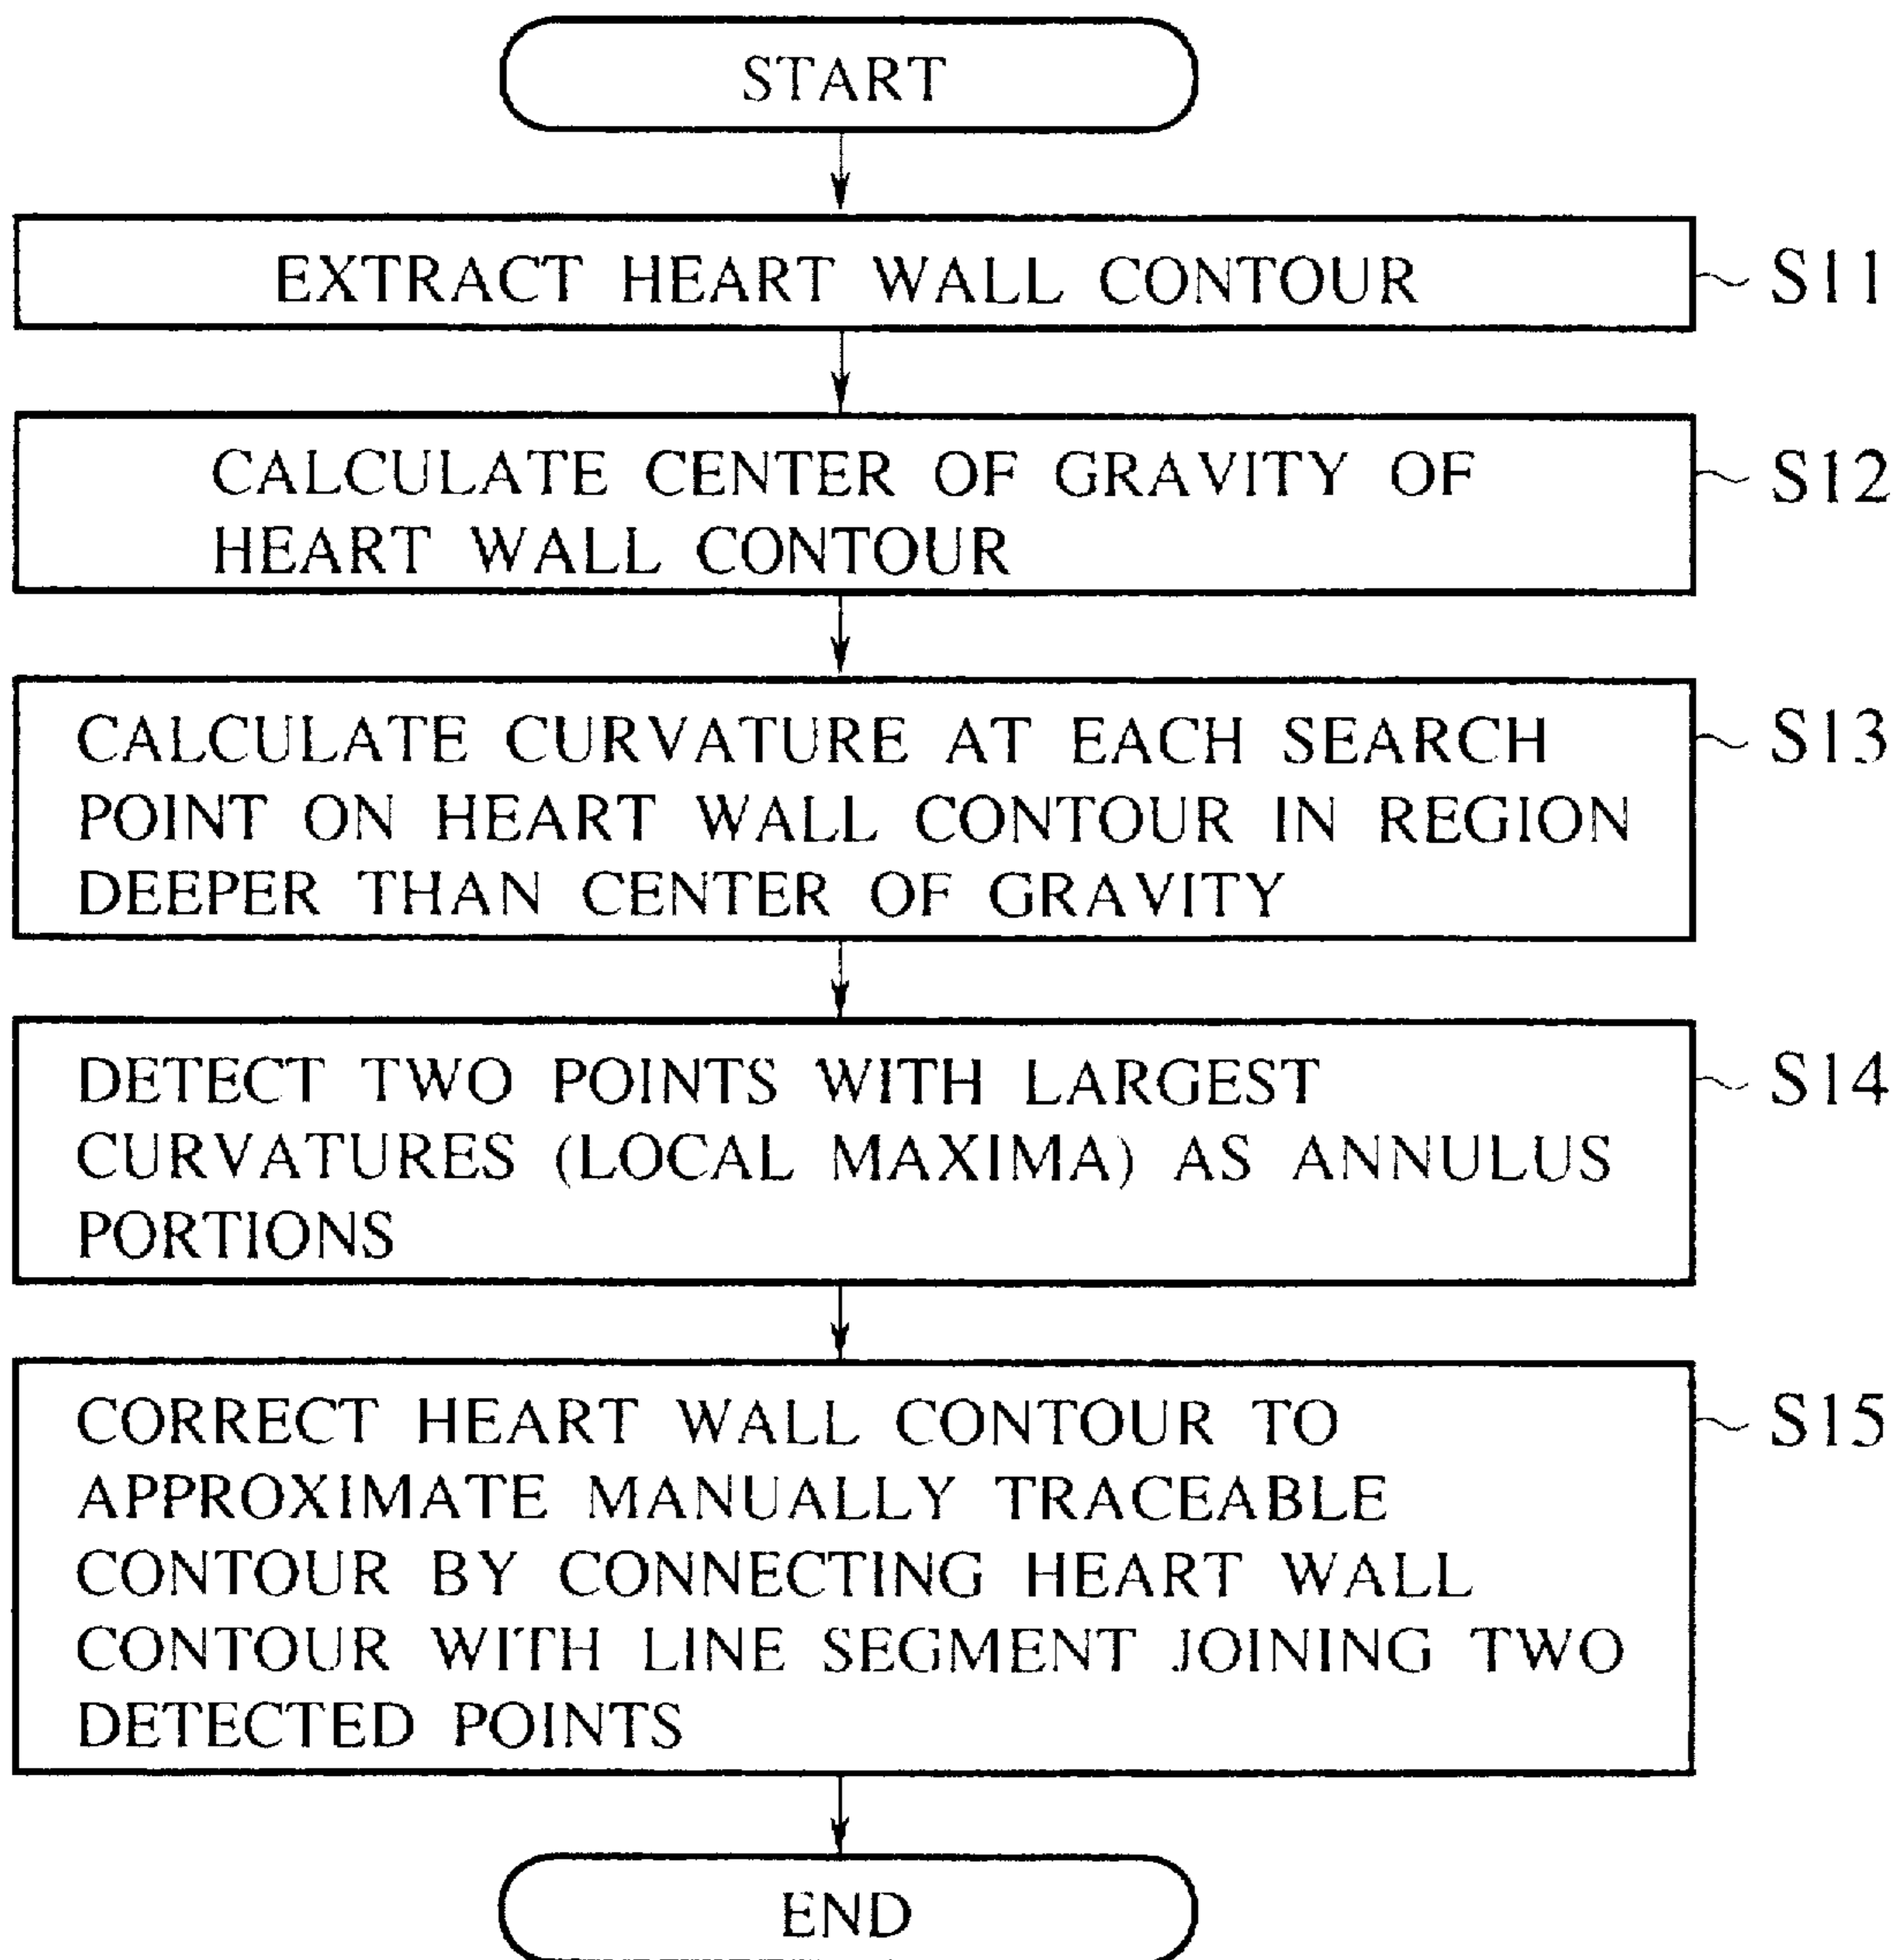 START
EXTRACT HEART WALL CONTOUR
S11
CALCULATE CENTER OF GRAVITY OF
HEART WALL CONTOUR
S12
CALCULATE CURVATURE AT EACH SEARCH
POINT ON HEART WALL CONTOUR IN REGION
DEEPER THAN CENTER OF GRAVITY
S13
DETECT TWO POINTS WITH LARGEST
CURVATURES (LOCAL MAXIMA) AS ANNULUS
PORTIONS
S14
CORRECT HEART WALL CONTOUR TO
APPROXIMATE MANUALLY TRACEABLE
CONTOUR BY CONNECTING HEART WALL
CONTOUR WITH LINE SEGMENT JOINING TWO
DETECTED POINTS
S15
END